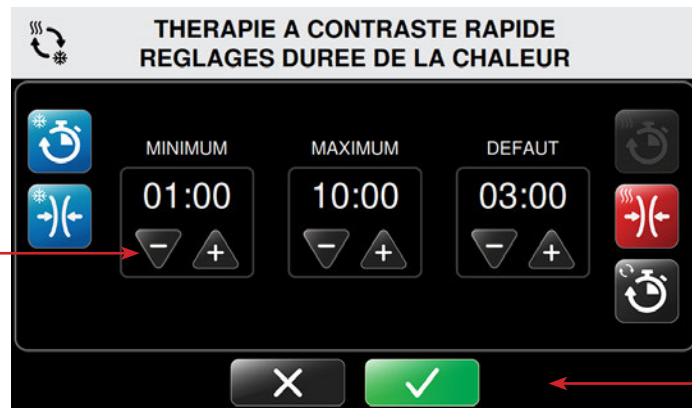 THERAPIE A CONTRASTE RAPIDE
REGLAGES DUREE DE LA CHALEUR
MINIMUM MAXIMUM DEFAUT
01:00 10:00 03:00
- + - + - +